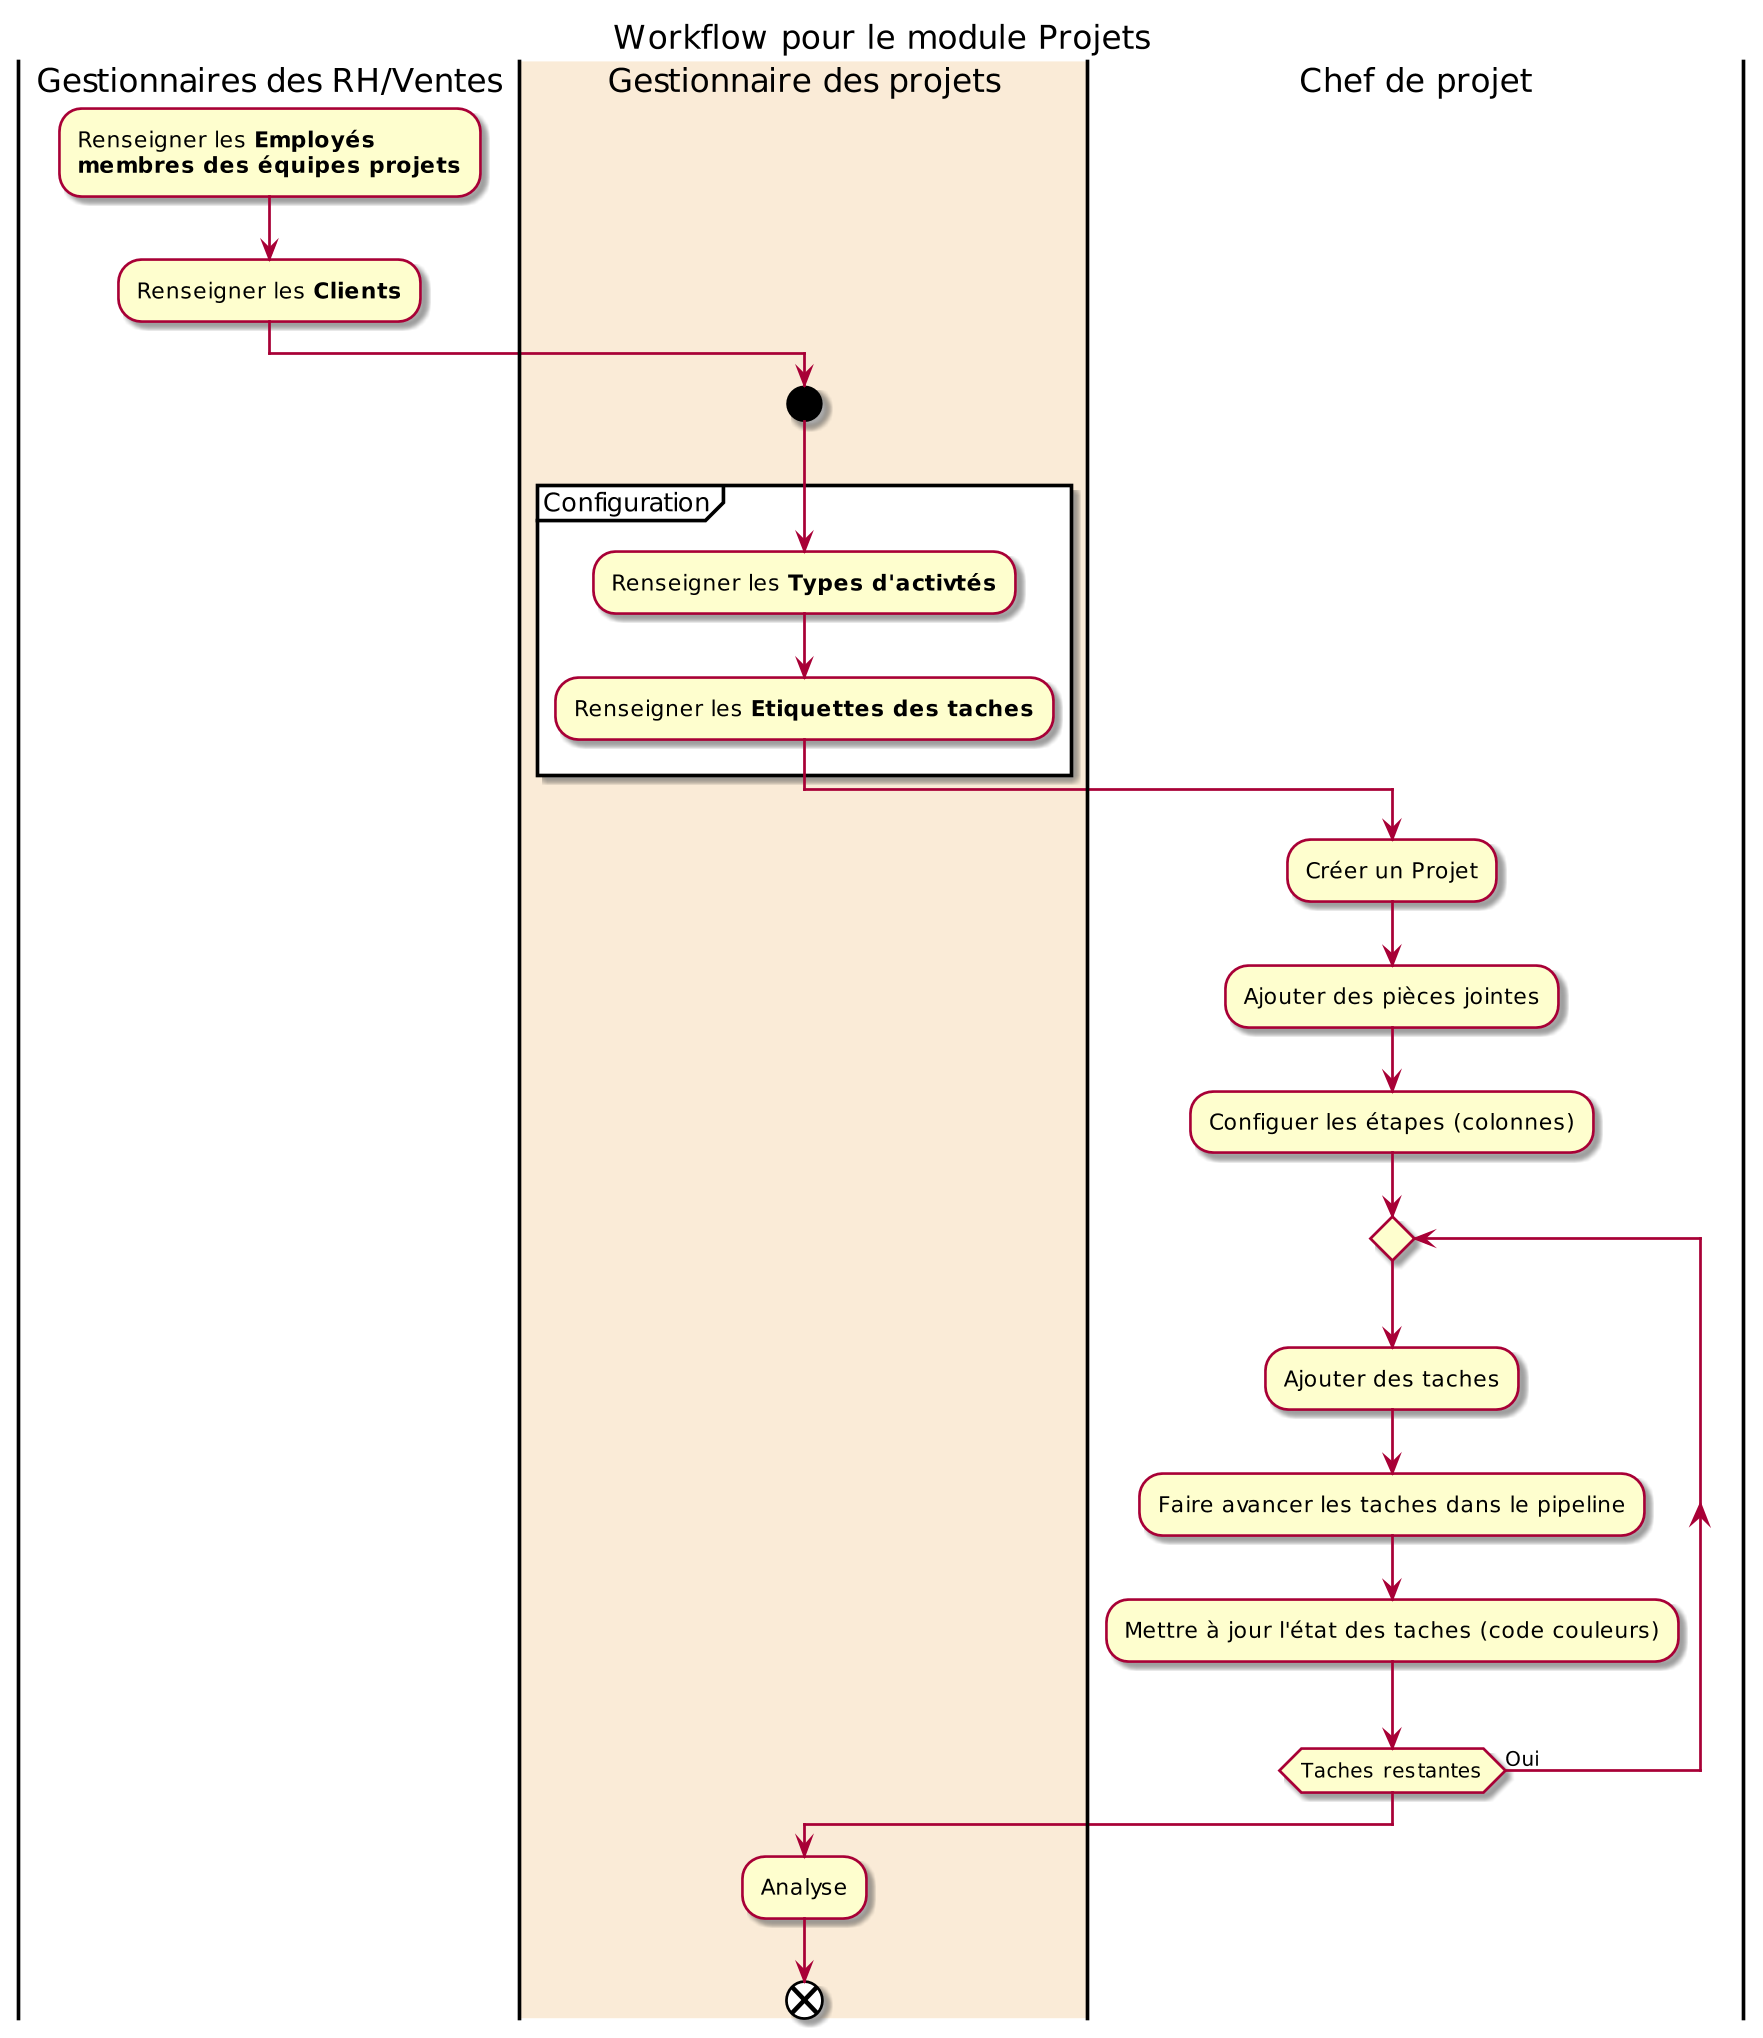 Workflow pour le module Projets
Gestionnaires des RH/Ventes
Gestionnaire des projets
Chef de projet
Renseigner les Employés
membres des équipes projets
Renseigner les Clients
Configuration
Renseigner les Types d'activtés
Renseigner les Etiquettes des taches
Créer un Projet
Ajouter des pièces jointes
Configuer les étapes (colonnes)
Ajouter des taches
Faire avancer les taches dans le pipeline
Mettre à jour l'état des taches (code couleurs)
Taches restantes
Oui
Analyse